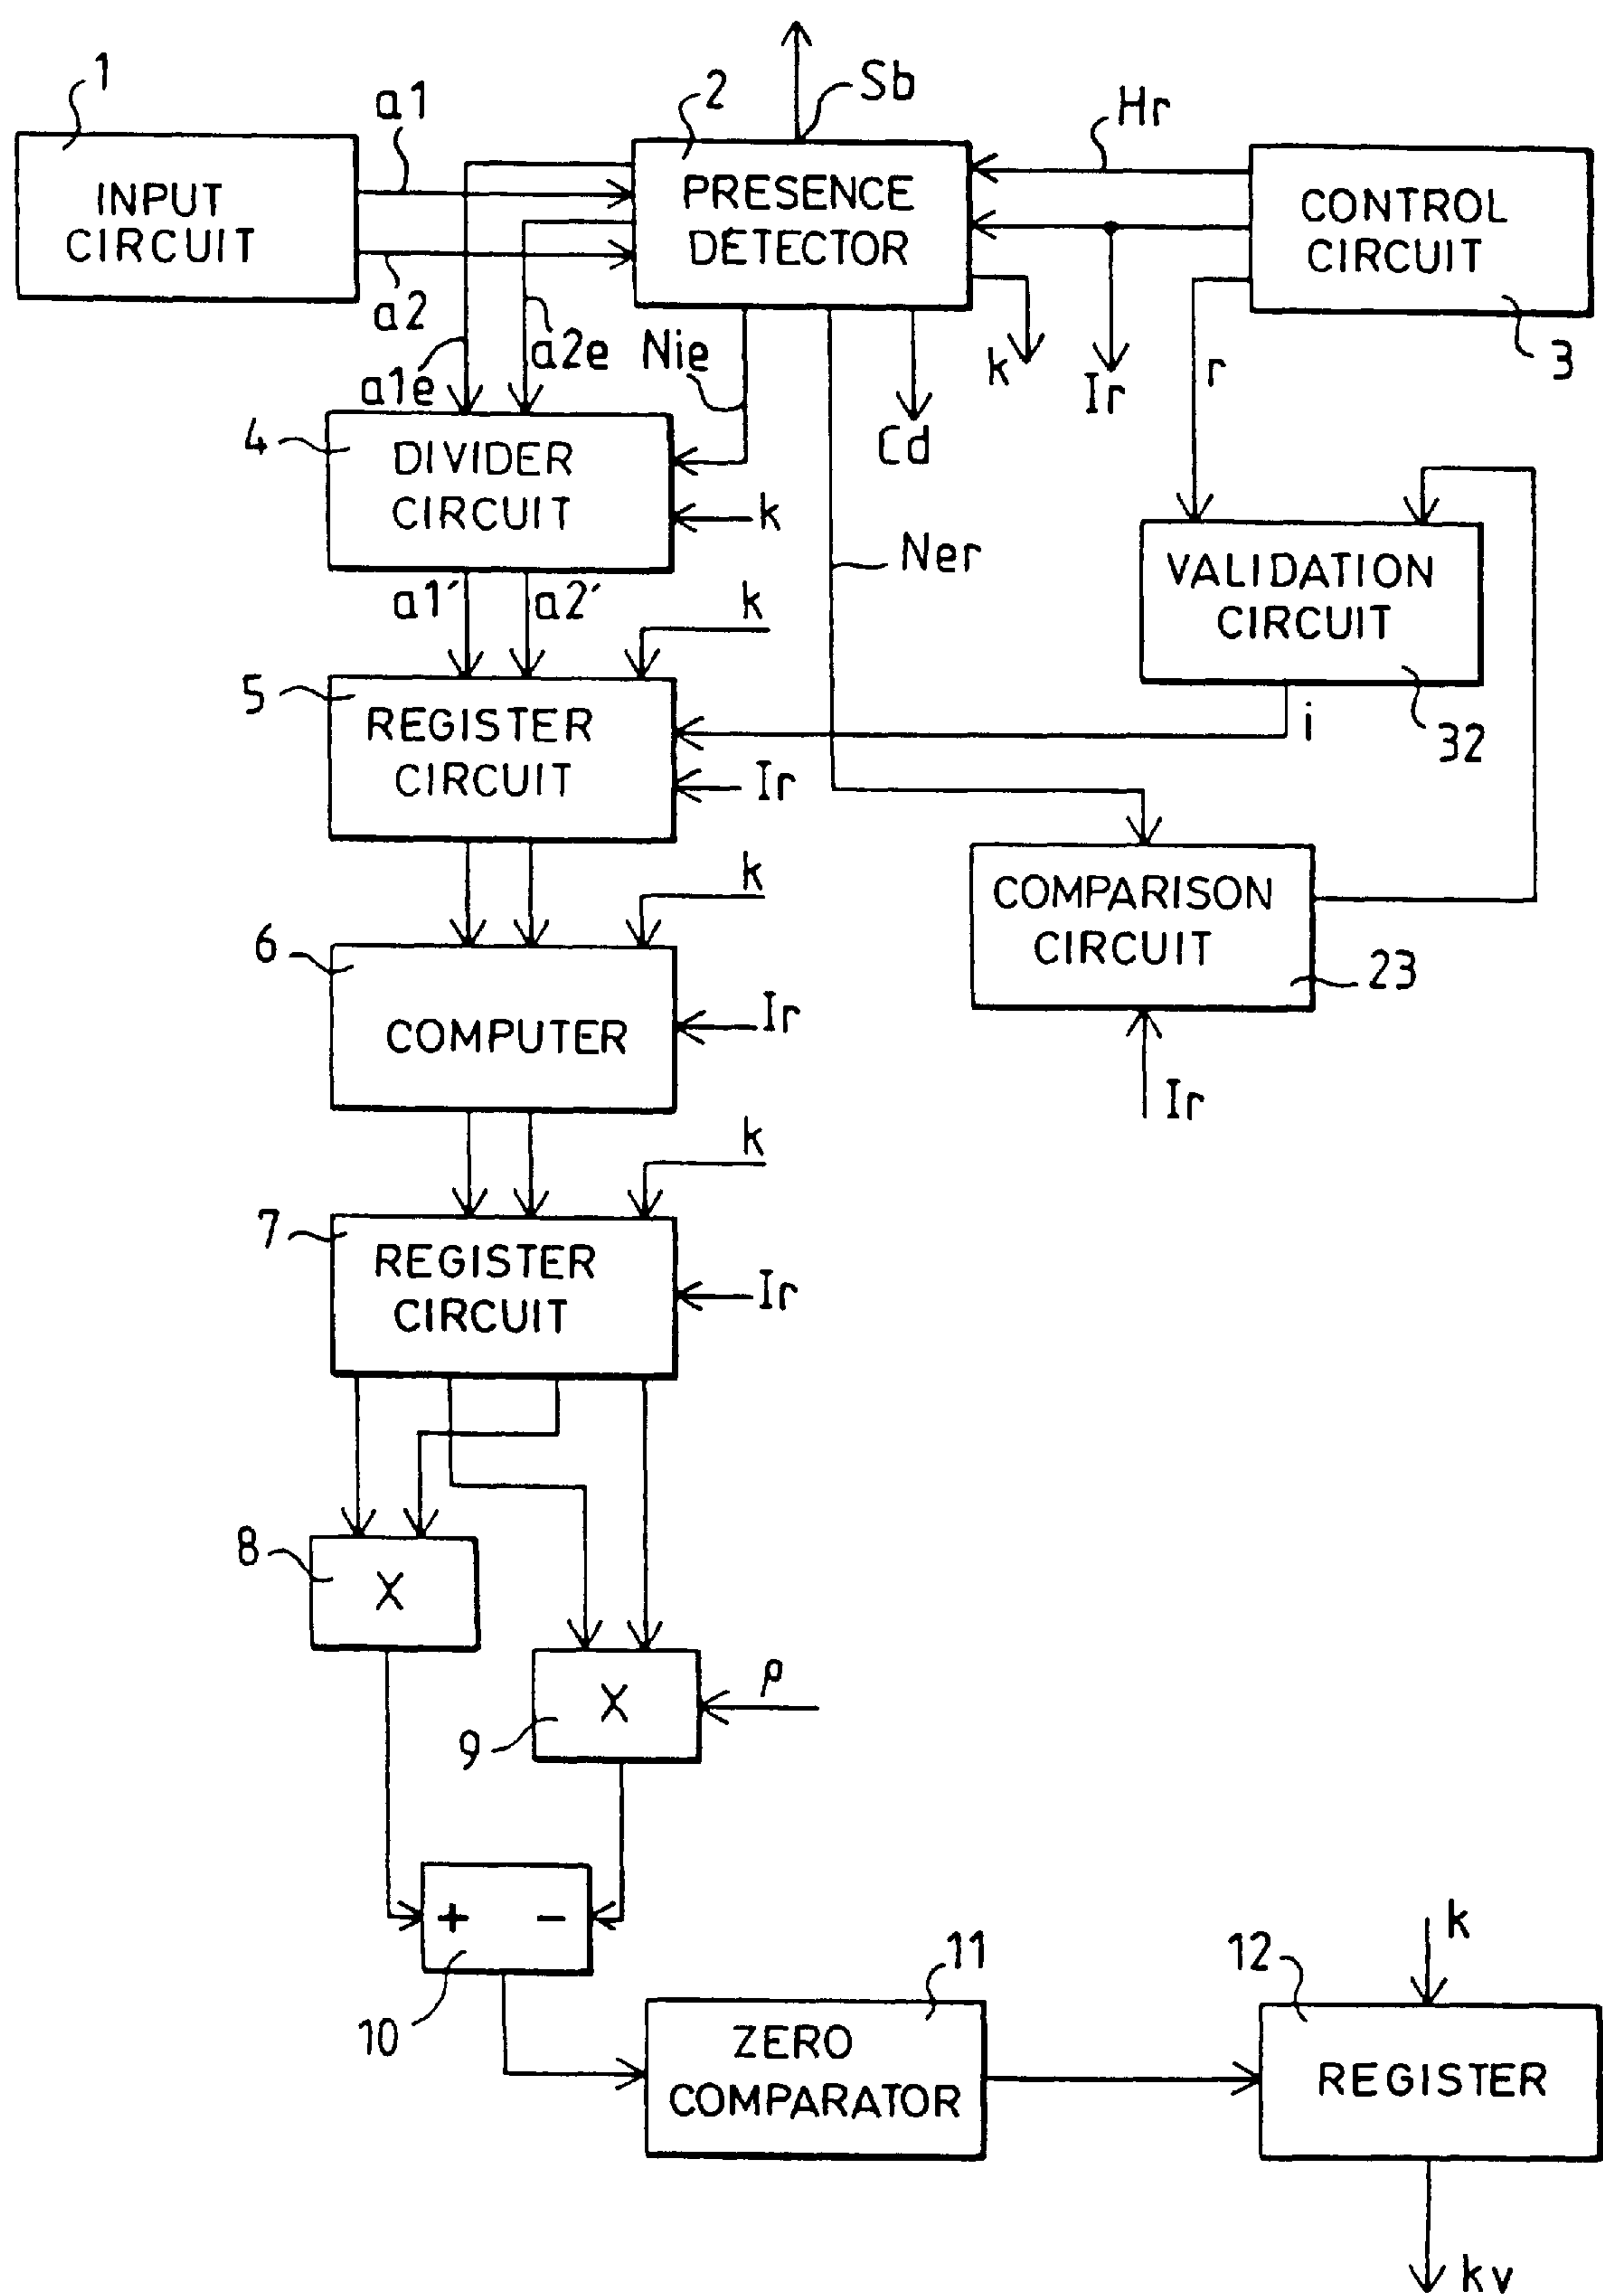 1
a1
2
Sb
Hr
INPUT
CIRCUIT
PRESENCE
DETECTOR
CONTROL
CIRCUIT
a2
a1e
a2e
Nie
k
Ir
r
3
4
DIVIDER
CIRCUIT
Cd
k
Ner
VALIDATION
CIRCUIT
a1'
a2'
k
5
REGISTER
CIRCUIT
i
32
Ir
k
COMPARISON
CIRCUIT
6
23
COMPUTER
Ir
Ir
k
7
REGISTER
CIRCUIT
Ir
8
X
X
ρ
9
+ -
10
11
12
k
ZERO
COMPARATOR
REGISTER
kv